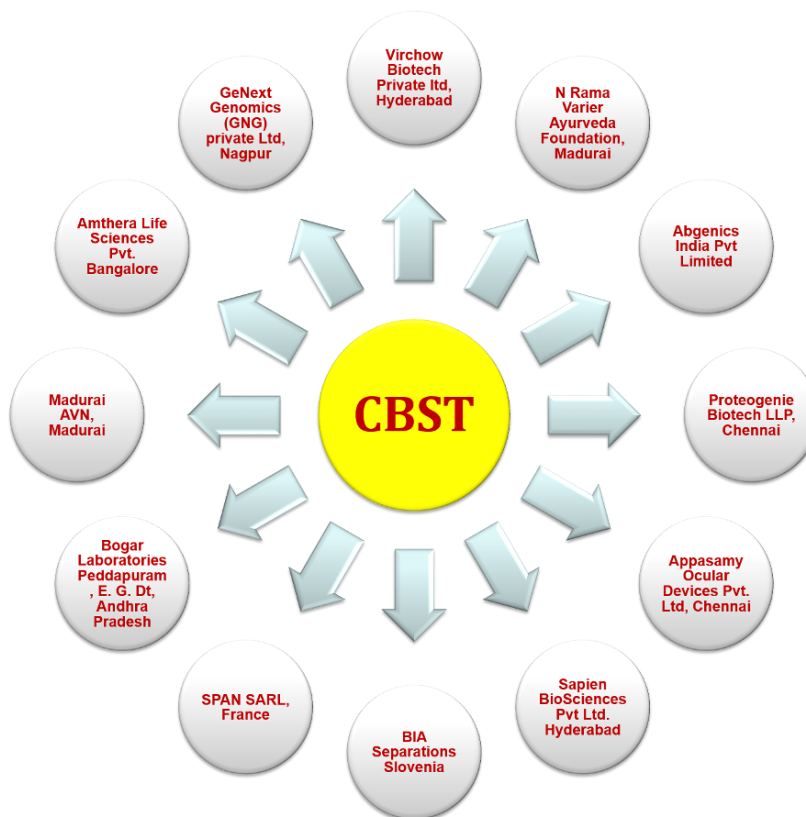 Virchow
Biotech
Private ltd,
Hyderabad
N Rama
Varier
Ayurveda
Foundation,
Madurai
Abgenics
India Pvt
Limited
Proteogenie
Biotech LLP,
Chennai
Appasamy
Ocular
Devices Pvt.
Ltd, Chennai
Sapien
BioSciences
Pvt Ltd.
Hyderabad
BIA
Separations
Slovenia
SPAN SARL,
France
Bogar
Laboratories
Peddapuram
, E. G. Dt,
Andhra
Pradesh
Madurai
AVN,
Madurai
Amthera Life
Sciences
Pvt.
Bangalore
GeNext
Genomics
(GNG)
private Ltd,
Nagpur
CBST